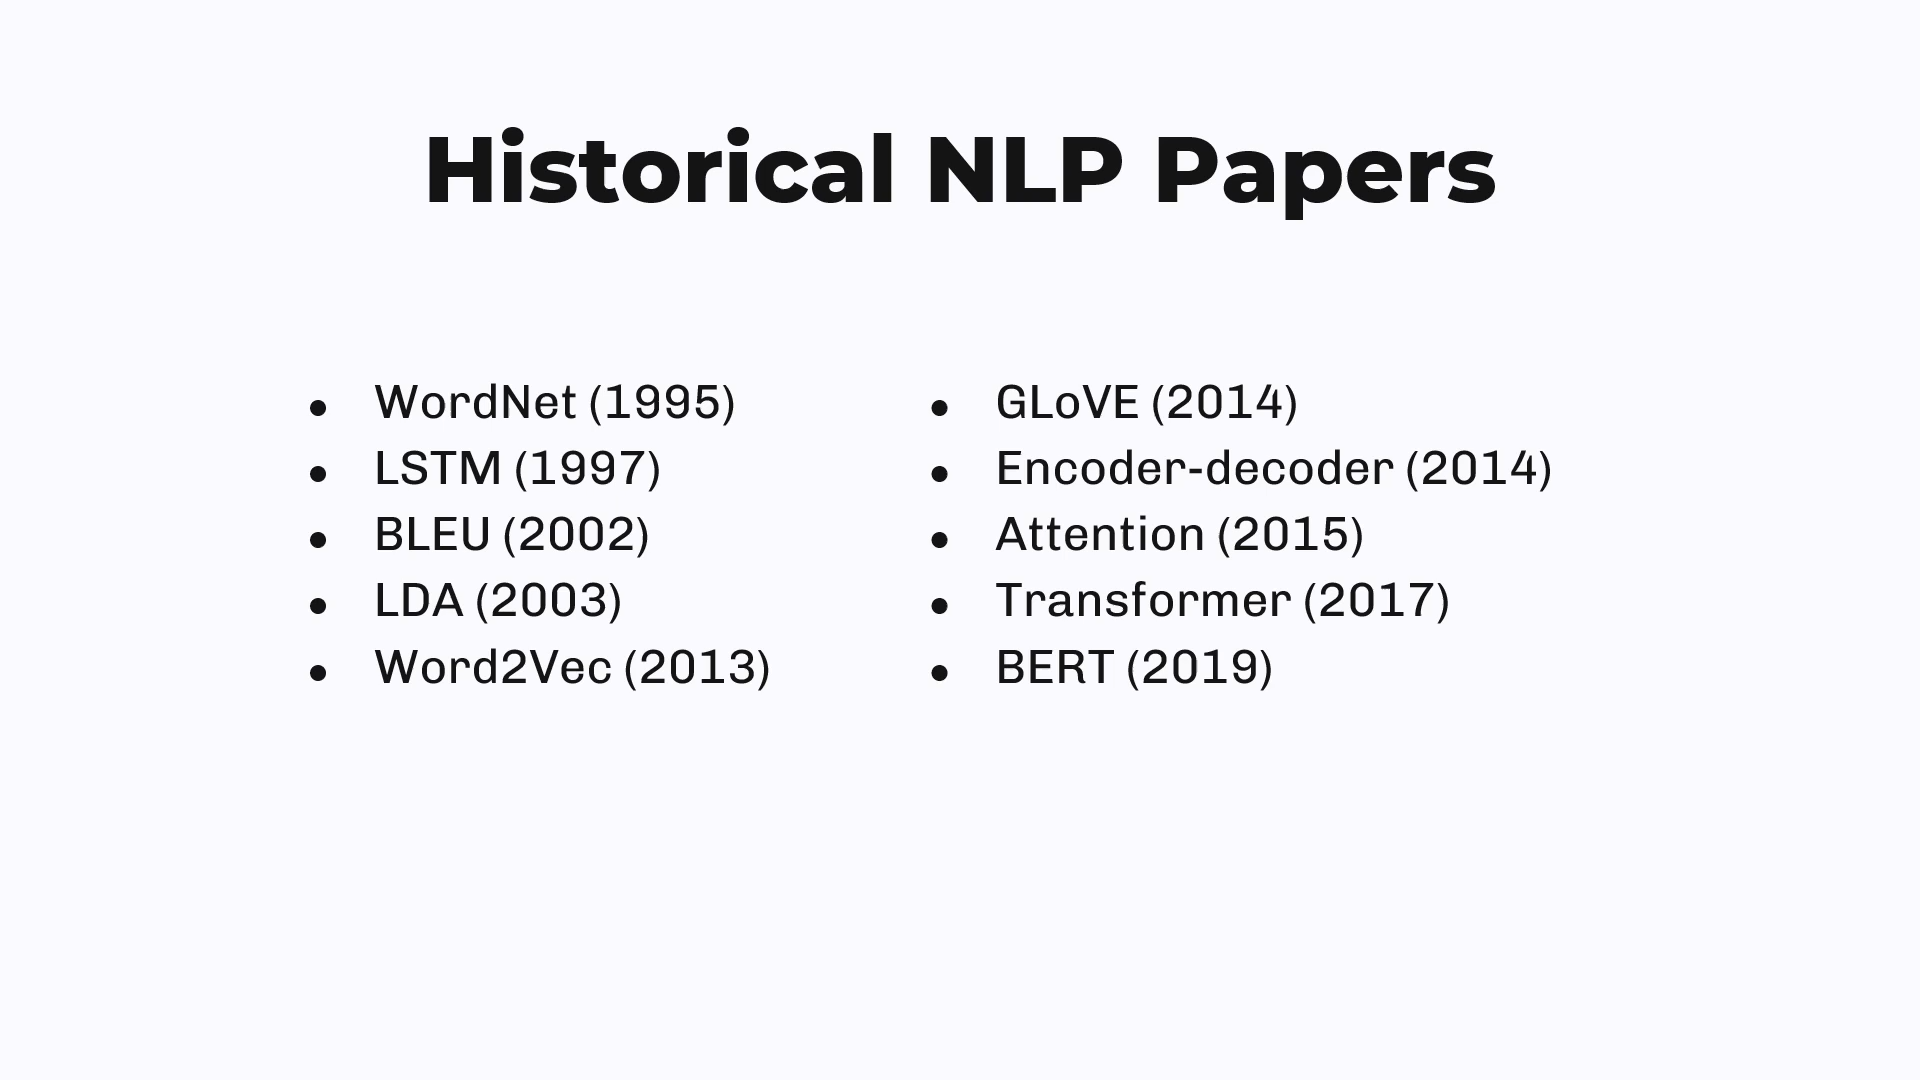 Historical NLP Papers
● WordNet (1995)
● LSTM (1997)
● BLEU (2002)
● LDA (2003)
● Word2Vec (2013)
● GLoVE (2014)
● Encoder-decoder (2014)
● Attention (2015)
● Transformer (2017)
● BERT (2019)